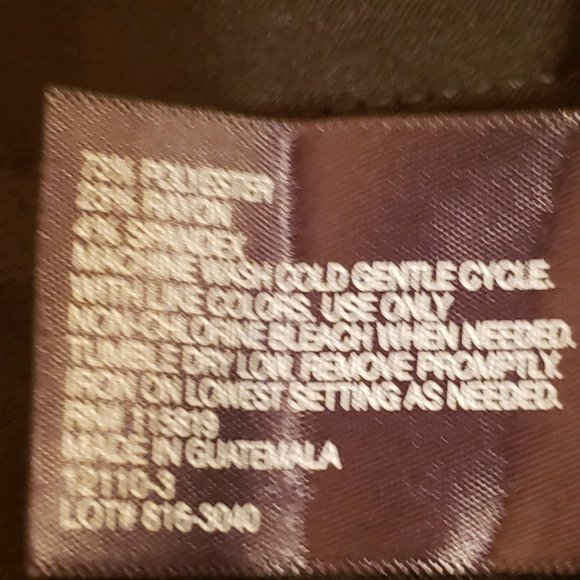 POLYESTER
RAYON
SPANDEX
MACHINE WASH COLD GENTLE CYCLE.
WITH LIKE COLORS. USE ONLY
NON-CHLORINE BLEACH WHEN NEEDED.
TUMBLE DRY LOW. REMOVE PROMPTLY.
IRON ON LOWEST SETTING AS NEEDED.
RN#
MADE IN GUATEMALA
LOT# 816-3040